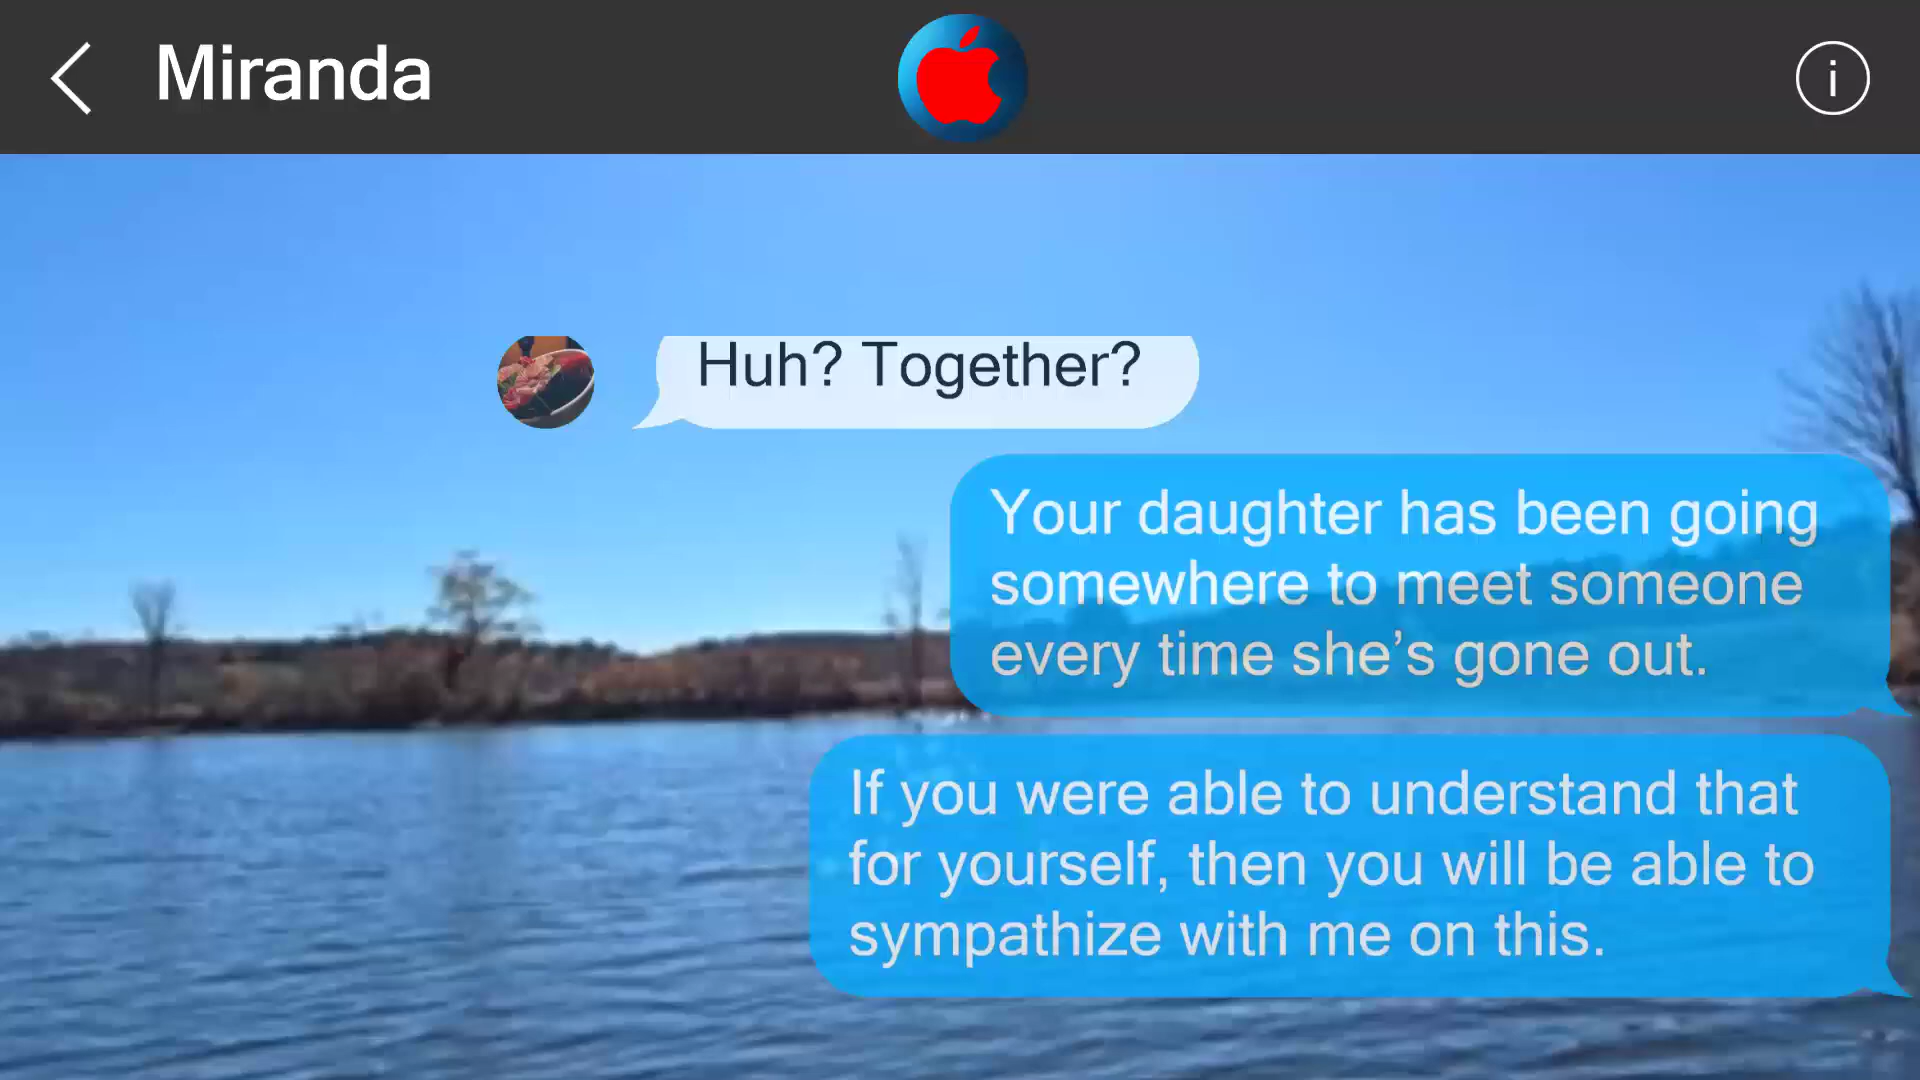 Miranda
i
Huh? Together?
Your daughter has been going
somewhere to meet someone
every time she’s gone out.
If you were able to understand that
for yourself, then you will be able to
sympathize with me on this.